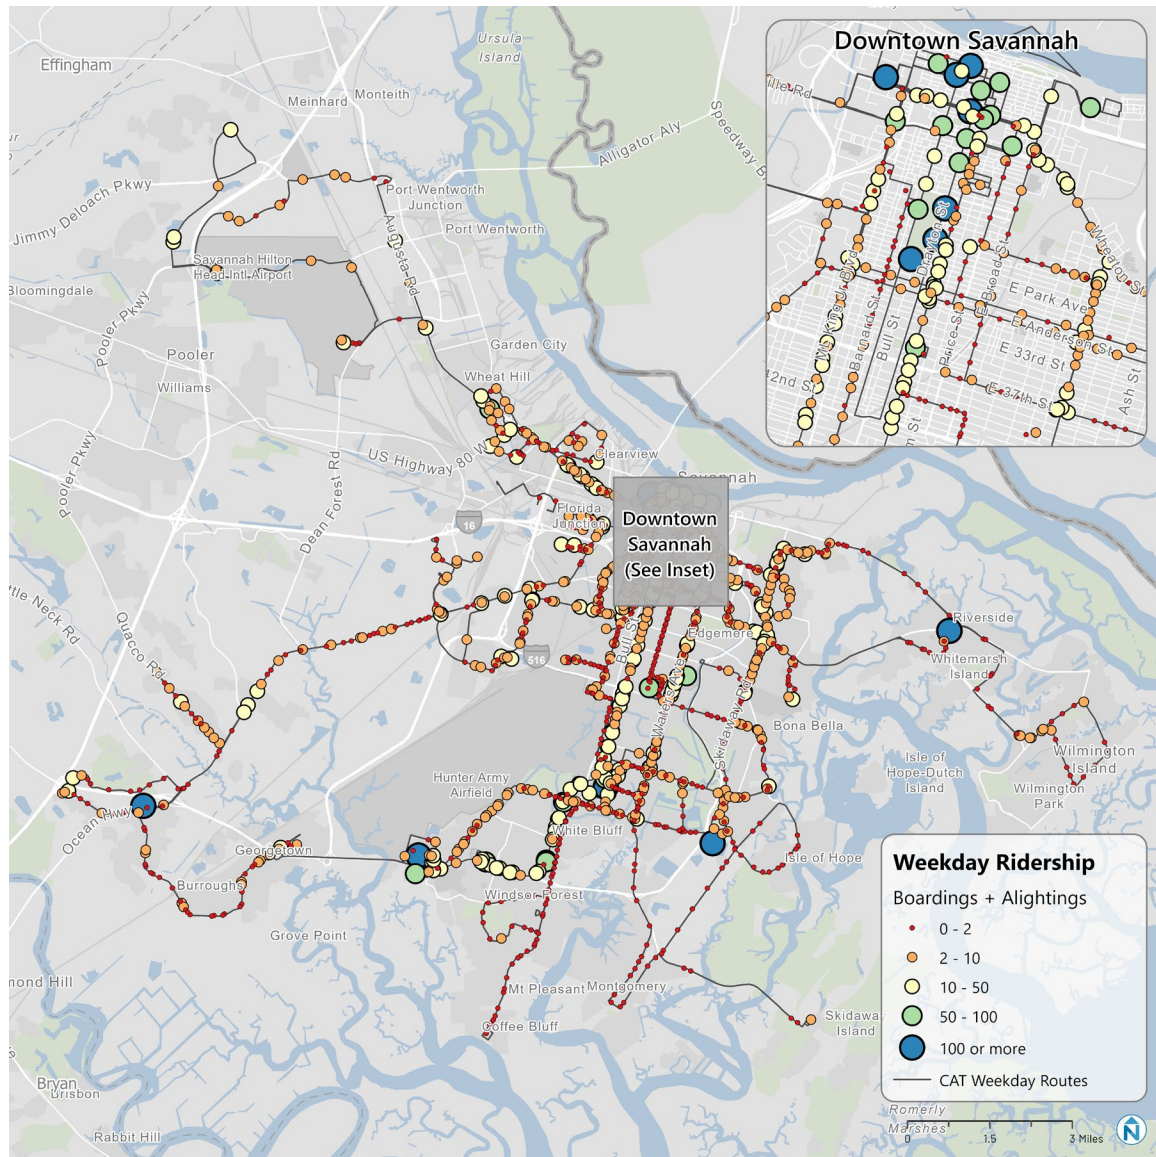 Ursula
Island
Effingham
Meinhard
Monteith
Alligator Aly
Jimmy Deloach Pkwy
Port Wentworth
Junction
Augusta Rd
Port Wentworth
Savannah Hilton
Head Intl Airport
Bloomingdale
Pooler Pkwy
Pooler
Williams
Garden City
Wheat Hill
US Highway 80 W
Clearview
Savannah
Pooler Pkwy
Dean Forest Rd
16
Florida
Junction
Downtown
Savannah
(See Inset)
Quacco Rd
516
Bull St
Edgemere
Waters Ave
Skidaway Rd
Riverside
Whitemarsh
Island
Bona Bella
Isle of
Hope-Dutch
Island
Wilmington
Island
Wilmington
Park
Hunter Army
Airfield
Ocean Hwy
White Bluff
Georgetown
Isle of Hope
Burroughs
Windsor Forest
Grove Point
Mt Pleasant
Montgomery
Coffee Bluff
Island
Bryan
Rabbit Hill
Romerly
Marshes
Downtown Savannah
Wheaton St
Drayton St
E Broad St
E Park Ave
E Anderson St
E 33rd St
E 37th St
Price St
Bull St
Barnard St
Ash St
Weekday Ridership
Boardings + Alightings
0 - 2
2 - 10
10 - 50
50 - 100
100 or more
CAT Weekday Routes
0 1.5 3 Miles
N